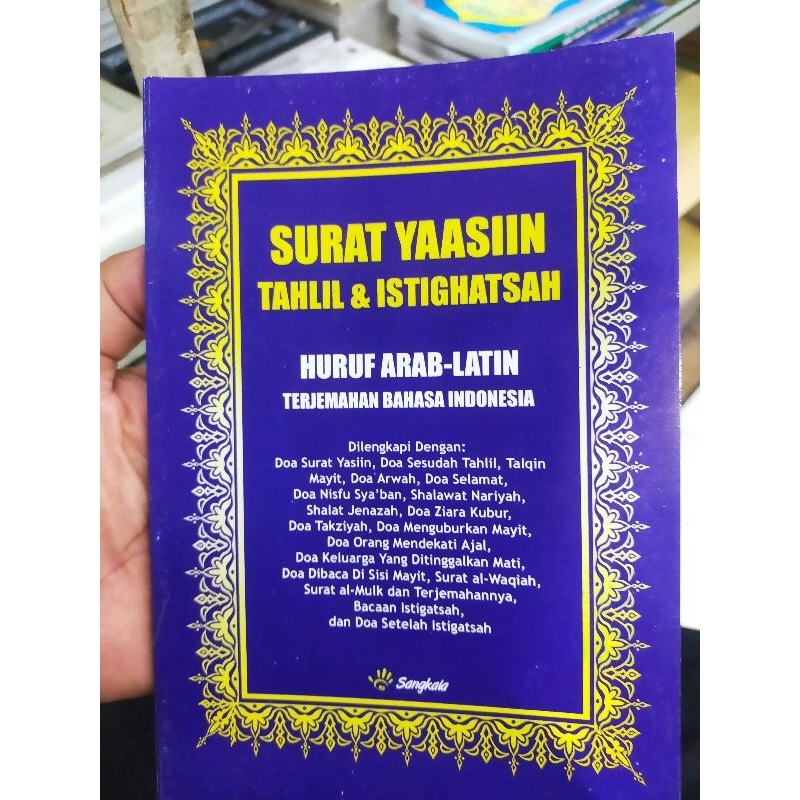 SURAT YAASIIN
TAHLIL & ISTIGHATSAH
HURUF ARAB-LATIN
TERJEMAHAN BAHASA INDONESIA
Dilengkapi Dengan:
Doa Surat Yasiin, Doa Sesudah Tahlil, Talqin
Mayit, Doa Arwah, Doa Selamat,
Doa Nisfu Sya'ban, Shalawat Nariyah,
Shalat Jenazah, Doa Ziara Kubur,
Doa Takziyah, Doa Menguburkan Mayit,
Doa Orang Mendekati Ajal,
Doa Keluarga Yang Ditinggalkan Mati,
Doa Dibaca Di Sisi Mayit, Surat al-Waqiah,
Surat al-Mulk dan Terjemahannya,
Bacaan Istigatsah,
dan Doa Setelah Istigatsah
Sangkala